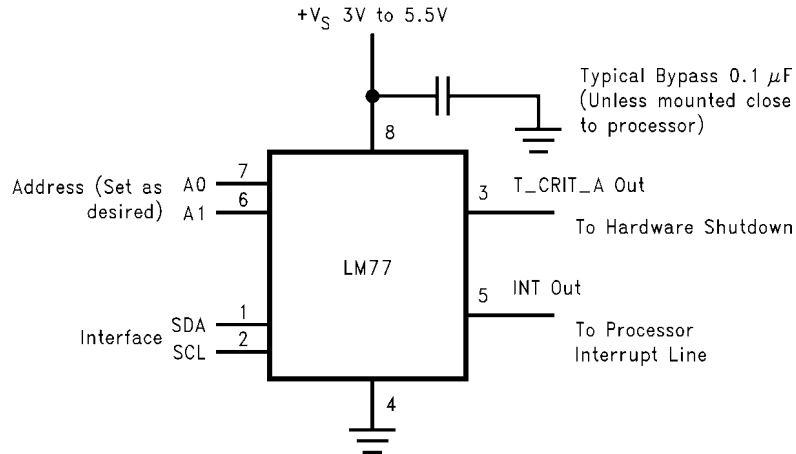 +VS 3V to 5.5V
Typical Bypass 0.1 μF
(Unless mounted close
to processor)
8
7
Address (Set as A0
6
desired) A1
3 T_CRIT_A Out
To Hardware Shutdown
LM77
5 INT Out
1
SDA
Interface
2
SCL
To Processor
Interrupt Line
4